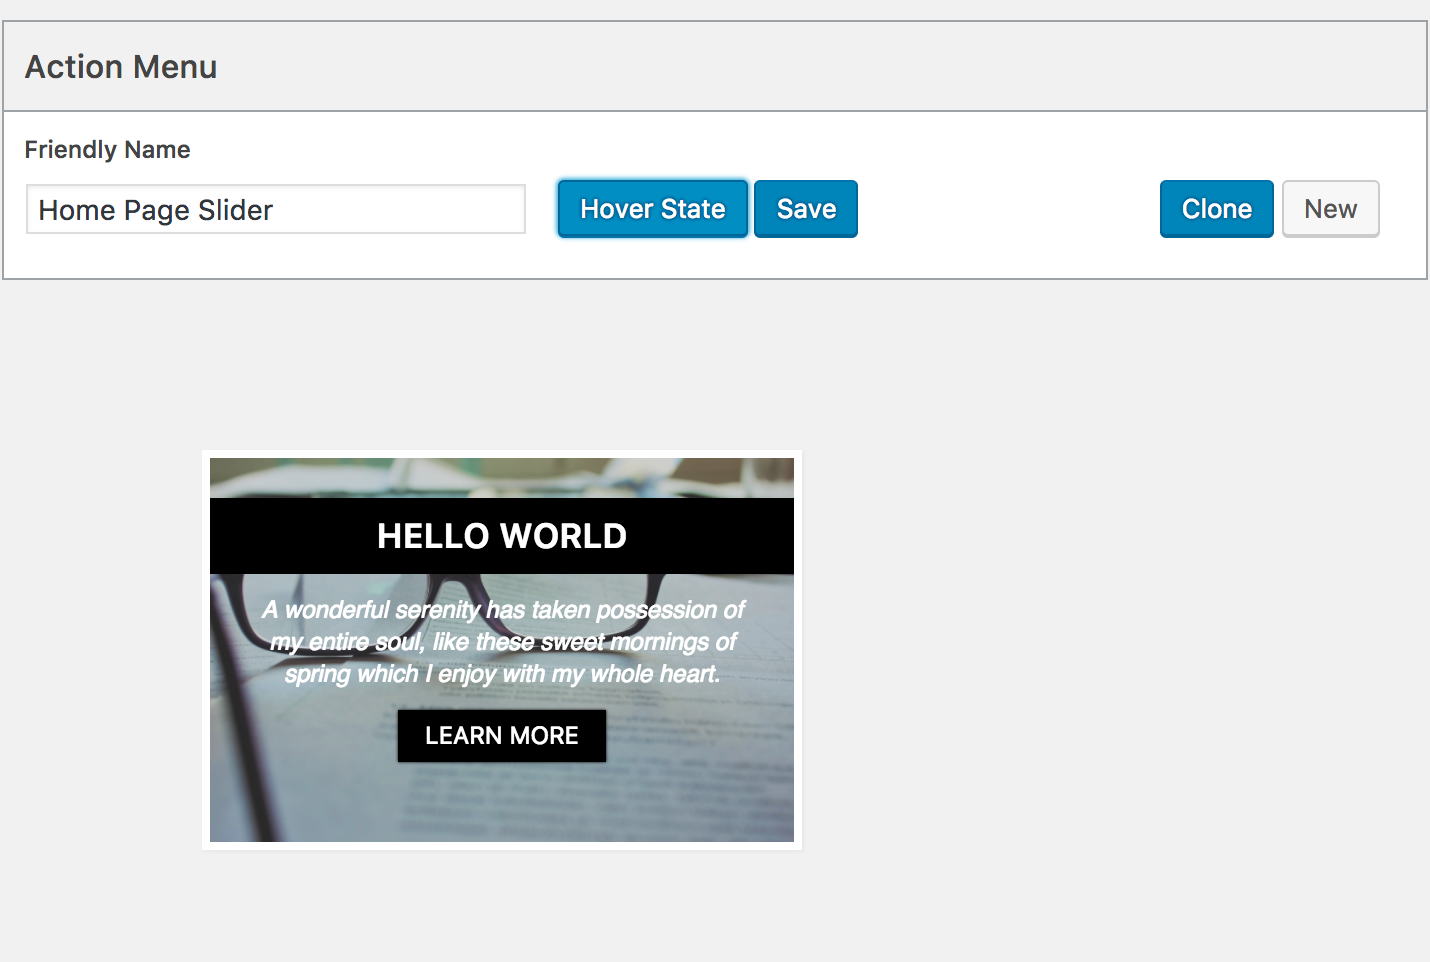 Action Menu
Friendly Name
Home Page Slider
Hover State
Save
Clone
New
HELLO WORLD
A wonderful serenity has taken possession of
my entire soul, like these sweet mornings of
spring which I enjoy with my whole heart.
LEARN MORE